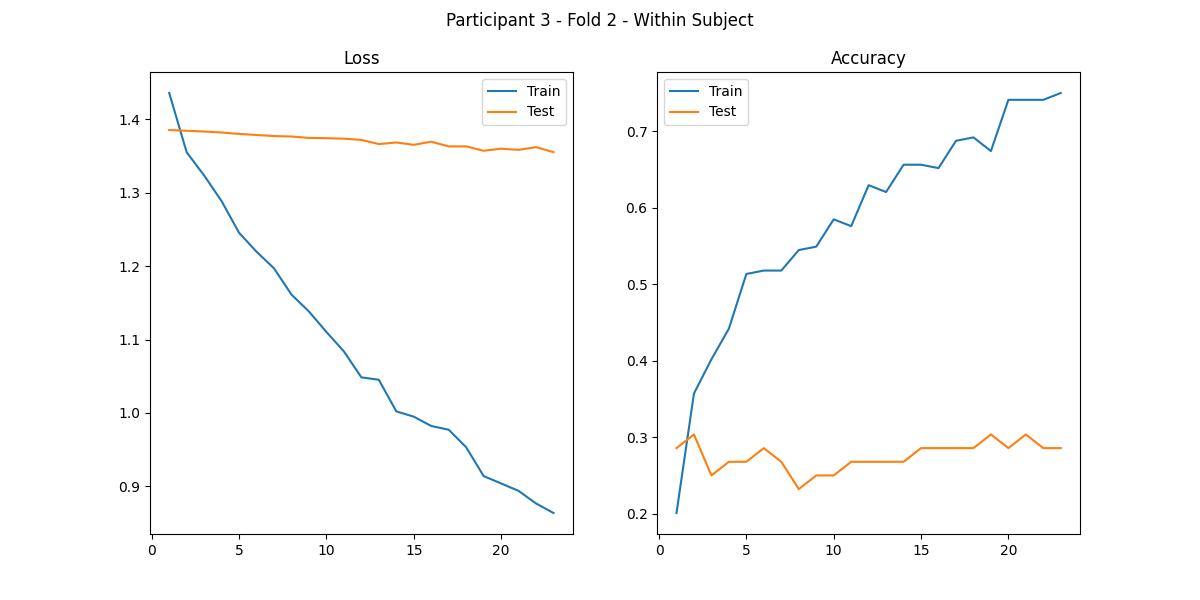 Participant 3 - Fold 2 - Within Subject
Loss
Train
Test
1.4
1.3
1.2
1.1
1.0
0.9
0 5 10 15 20
Accuracy
Train
Test
0.7
0.6
0.5
0.4
0.3
0.2
0 5 10 15 20